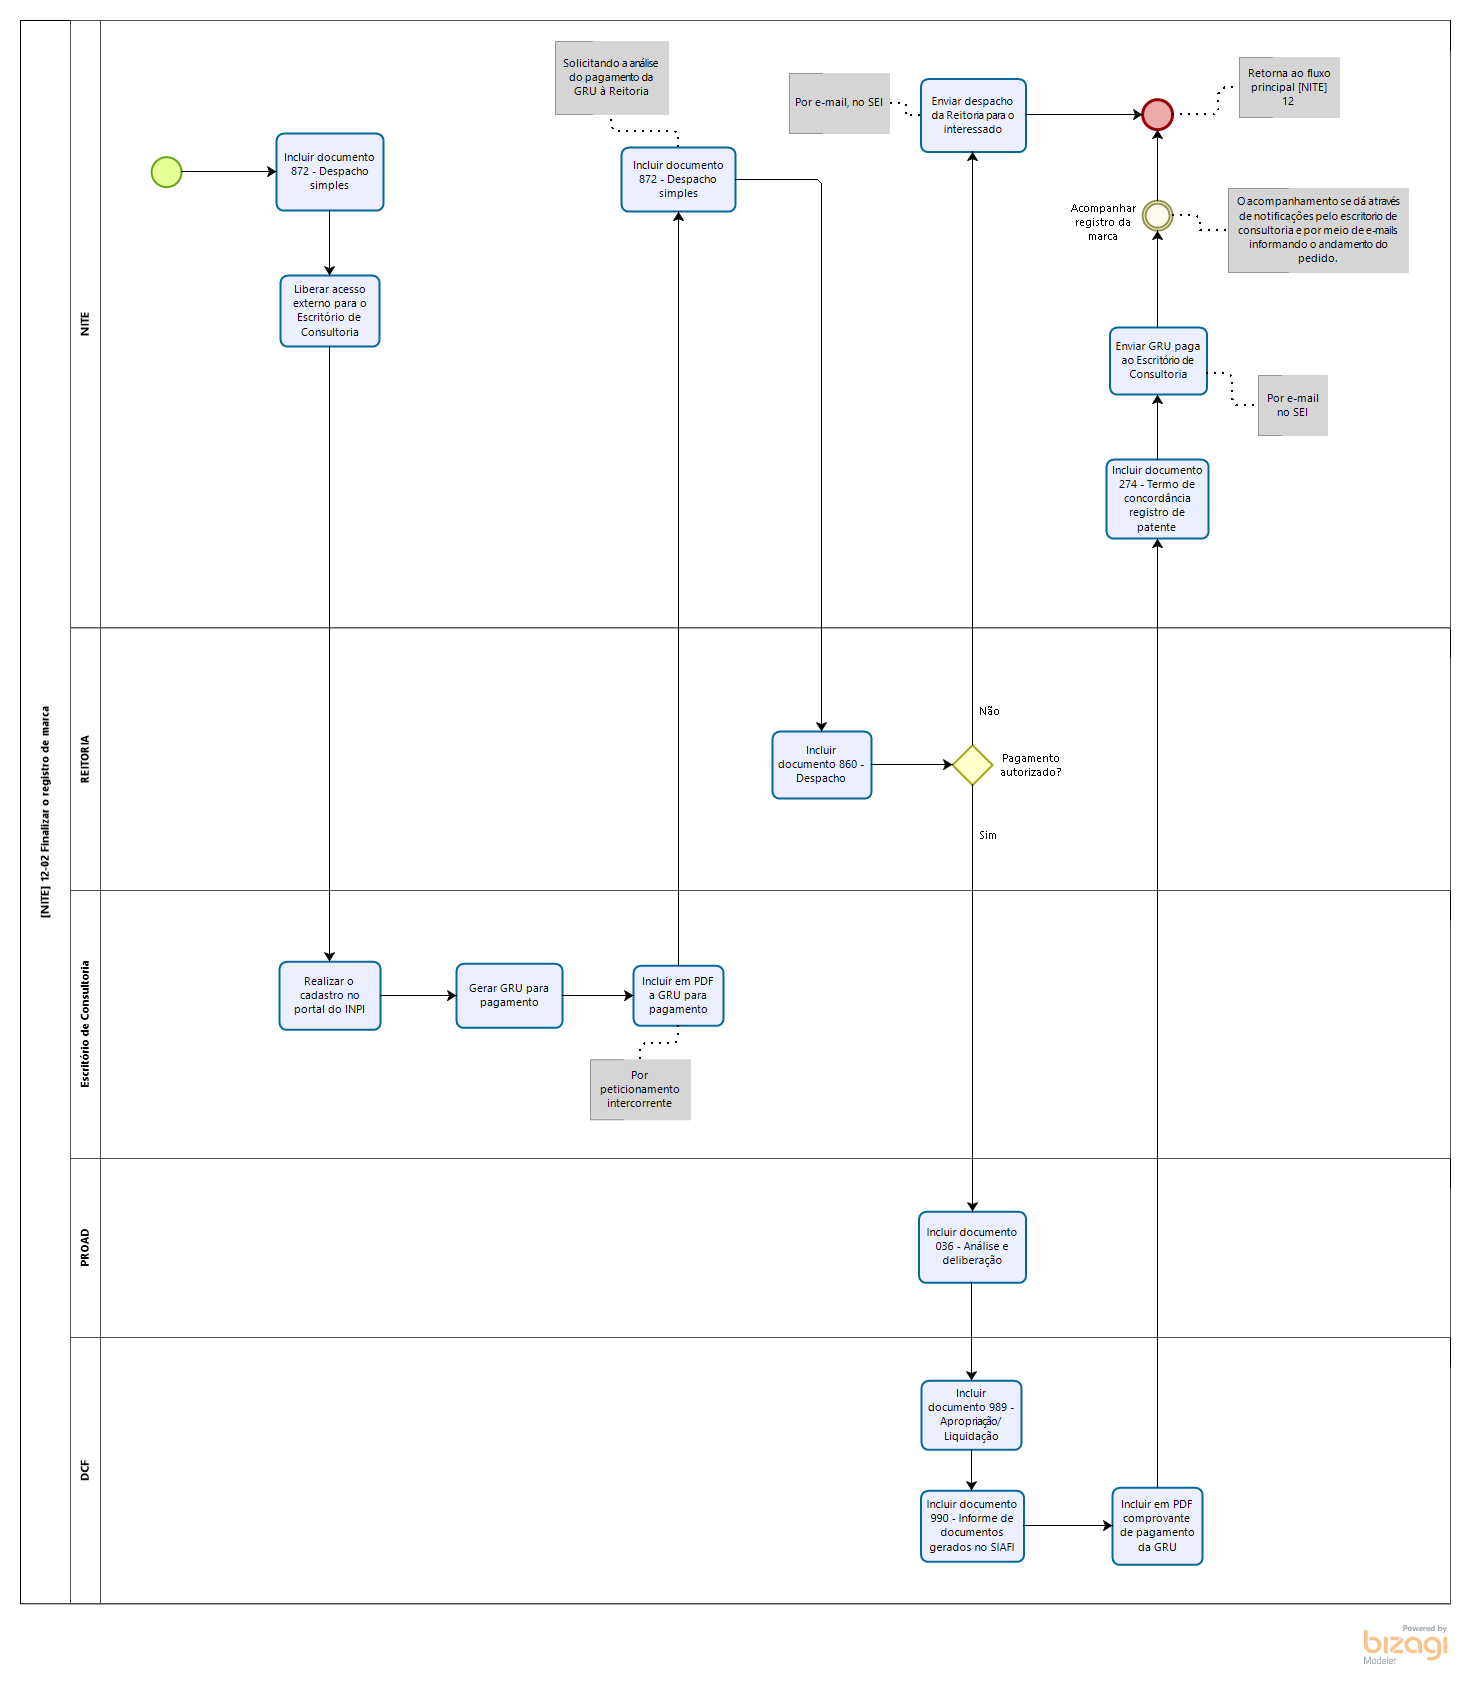 [NITE] 12-02 Finalizar o registro de marca
NITE
Incluir documento
872 - Despacho
simples
Liberar acesso
externo para o
Escritório de
Consultoria
Solicitando a análise
do pagamento da
GRU à Reitoria
Incluir documento
872 - Despacho
simples
Por e-mail, no SEI
Enviar despacho
da Reitoria para o
interessado
Retorna ao fluxo
principal [NITE]
12
Acompanhar
registro da
marca
O acompanhamento se dá através
de notificações pelo escritorio de
consultoria e por meio de e-mails
informando o andamento do
pedido.
Enviar GRU paga
ao Escritório de
Consultoria
Por e-mail
no SEI
Incluir documento
274 - Termo de
concordância
registro de
patente
REITORIA
Incluir
documento 860 -
Despacho
Não
Pagamento
autorizado?
Sim
Escritório de Consultoria
Realizar o
cadastro no
portal do INPI
Gerar GRU para
pagamento
Incluir em PDF
a GRU para
pagamento
Por
peticionamento
intercorrente
PROAD
Incluir documento
036 - Análise e
deliberação
DCF
Incluir
documento 989 -
Apropriação/
Liquidação
Incluir documento
990 - Informe de
documentos
gerados no SIAFI
Incluir em PDF
comprovante
de pagamento
da GRU
Powered by
bizagi
Modeler